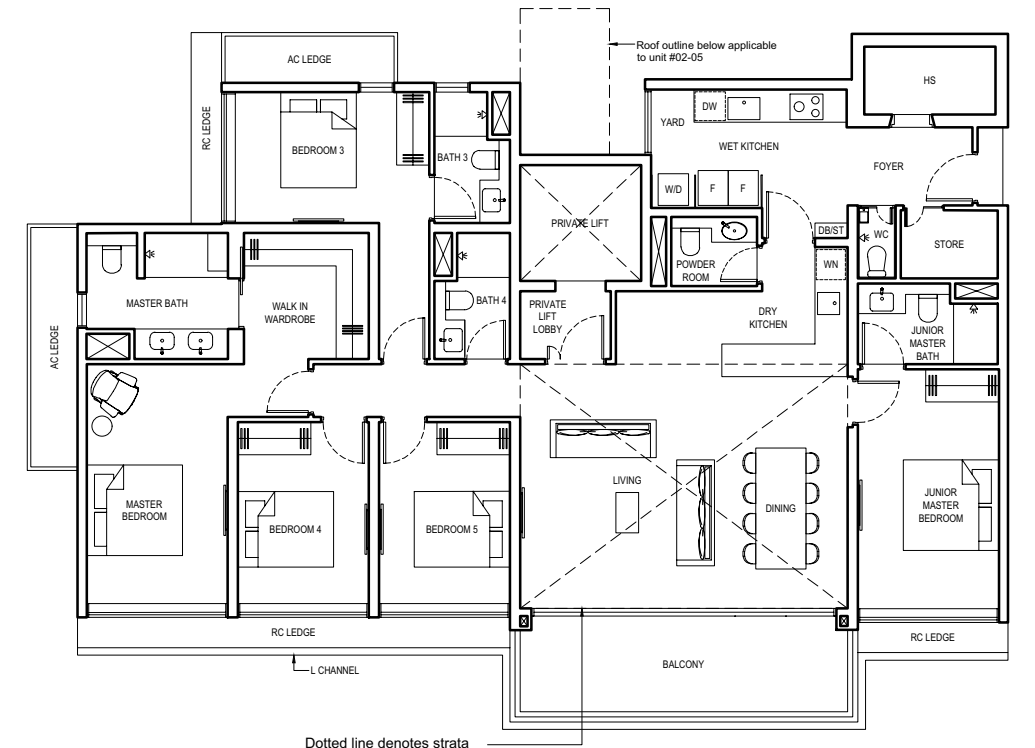 Roof outline below applicable
to unit #02-05
AC LEDGE
HS
RC LEDGE
DW
YARD
BEDROOM 3
WET KITCHEN
BATH 3
FOYER
W/D
F
F
PRIVATE LIFT
DB/ST
WC
STORE
POWDER
ROOM
WN
MASTER BATH
WALK IN
WARDROBE
BATH 4
PRIVATE
LIFT
LOBBY
DRY
KITCHEN
JUNIOR
MASTER
BATH
AC LEDGE
LIVING
MASTER
BEDROOM
BEDROOM 4
BEDROOM 5
DINING
JUNIOR
MASTER
BEDROOM
RC LEDGE
RC LEDGE
L CHANNEL
BALCONY
Dotted line denotes strata